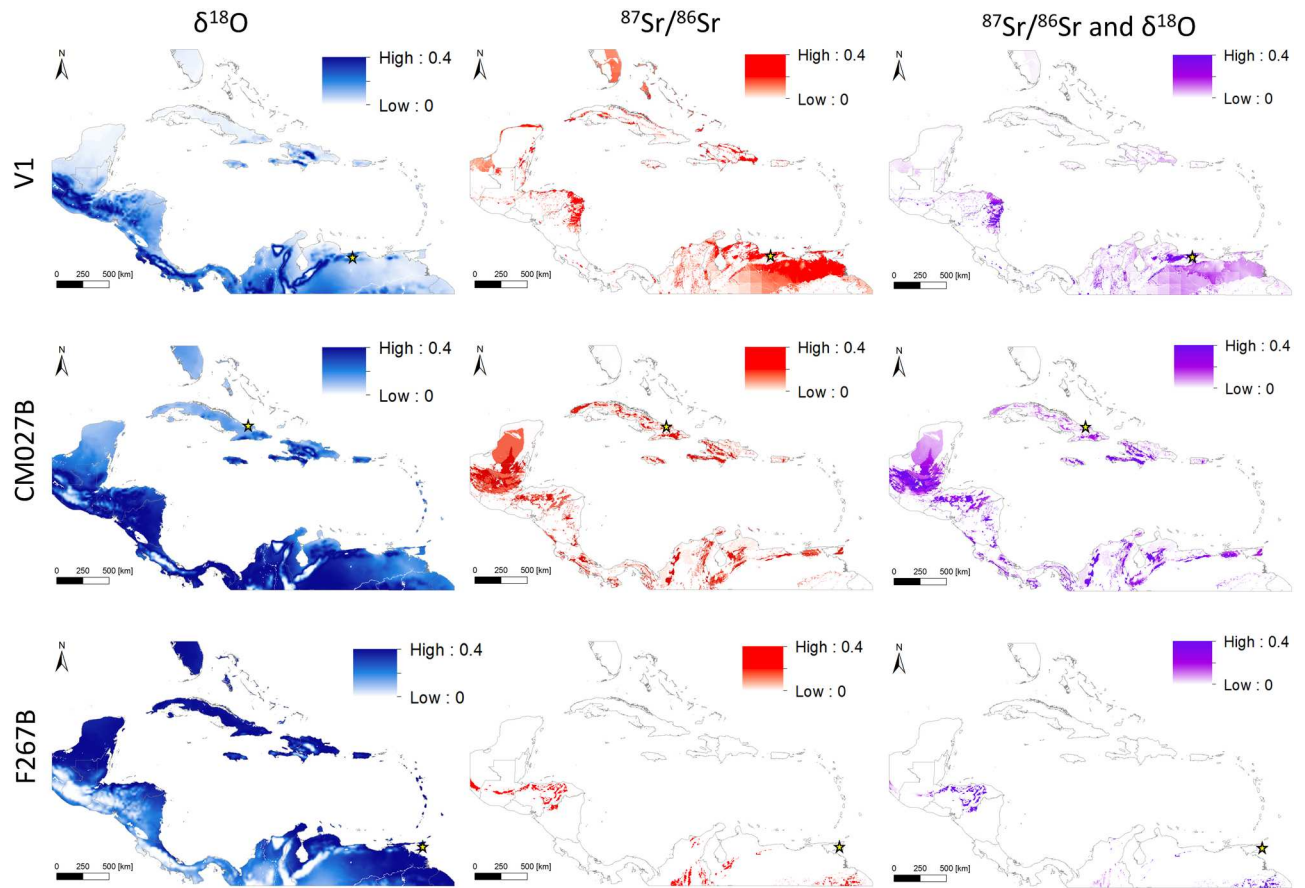 δ¹⁸O
⁸⁷Sr/⁸⁶Sr
⁸⁷Sr/⁸⁶Sr and δ¹⁸O
V1
N
High : 0.4
Low : 0
0 250 500 [km]
N
High : 0.4
Low : 0
0 250 500 [km]
N
High : 0.4
Low : 0
0 250 500 [km]
CM027B
N
High : 0.4
Low : 0
0 250 500 [km]
N
High : 0.4
Low : 0
0 250 500 [km]
N
High : 0.4
Low : 0
0 250 500 [km]
F267B
N
High : 0.4
Low : 0
0 250 500 [km]
N
High : 0.4
Low : 0
0 250 500 [km]
N
High : 0.4
Low : 0
0 250 500 [km]